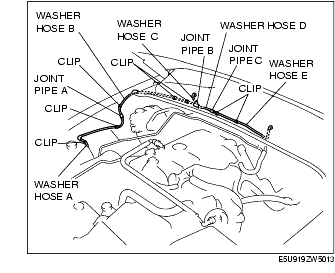 WASHER
HOSE B
WASHER
HOSE C
JOINT
PIPE B
WASHER HOSE D
JOINT
PIPE C
WASHER
HOSE E
CLIP
CLIP
CLIP
JOINT
PIPE A
CLIP
CLIP
WASHER
HOSE A
E5U919ZW5013